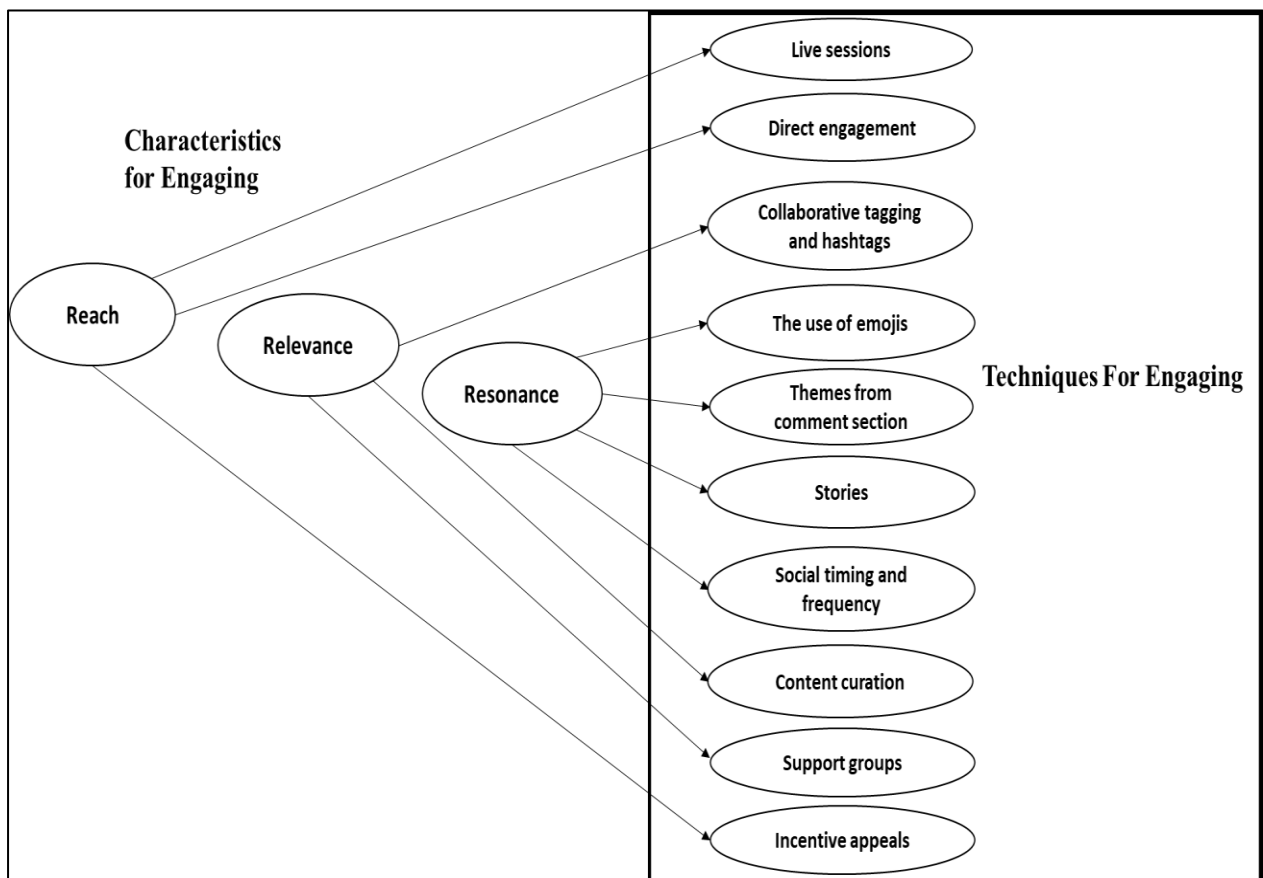 Live sessions
Direct engagement
Characteristics
for Engaging
Collaborative tagging
and hashtags
Reach
Relevance
Resonance
The use of emojis
Themes from
comment section
Techniques For Engaging
Stories
Social timing and
frequency
Content curation
Support groups
Incentive appeals